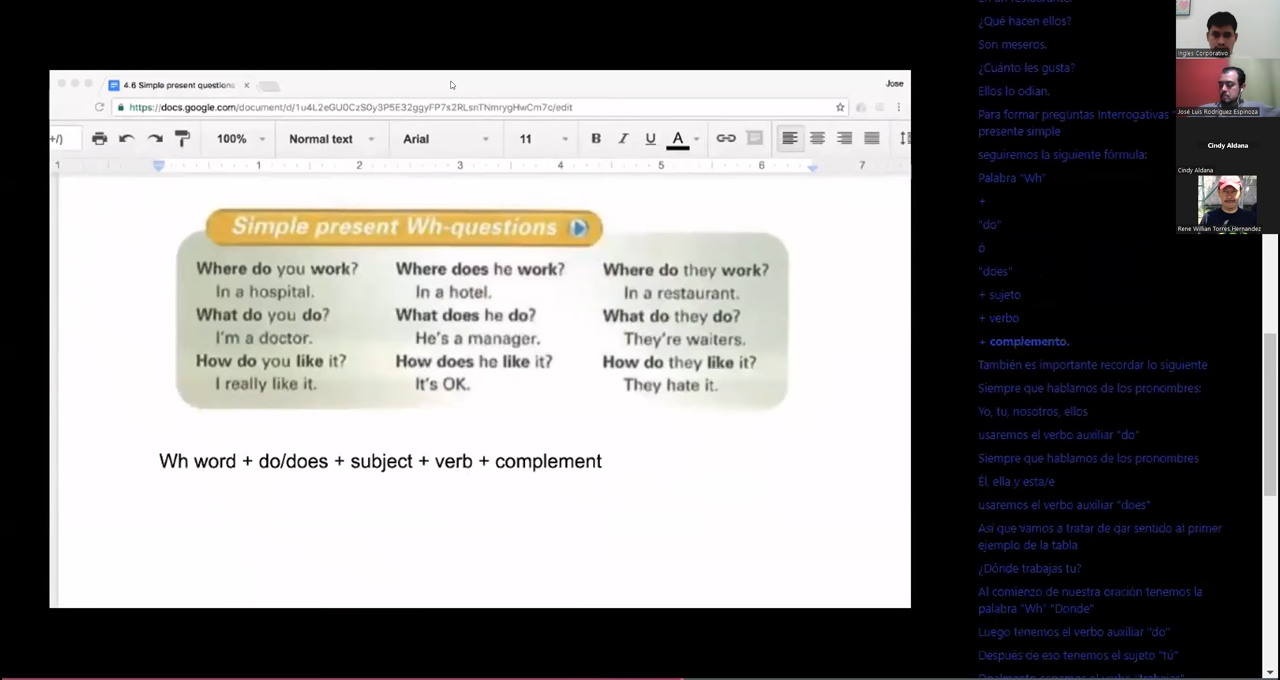 4.6 Simple present questions
Jose
https://docs.google.com/document/d/1u4L2eGU0CzS0y3P5E32ggyFP7s2RLsnTNmrygHwCm7c/edit
100%
Normal text
Arial
11
B I U A
1 1 2 3 4 5 6 7
Simple present Wh-questions
Where do you work? Where does he work? Where do they work?
In a hospital. In a hotel. In a restaurant.
What do you do? What does he do? What do they do?
I'm a doctor. He's a manager. They're waiters.
How do you like it? How does he like it? How do they like it?
I really like it. It's OK. They hate it.
Wh word + do/does + subject + verb + complement
¿Qué hacen ellos?
Son meseros.
¿Cuánto les gusta?
Ellos lo odian.
Para formar preguntas Interrogativas "
presente simple
seguiremos la siguiente fórmula:
Palabra "Wh"
+
"do"
ó
"does"
+ sujeto
+ verbo
+ complemento.
También es importante recordar lo siguiente
Siempre que hablamos de los pronombres:
Yo, tu, nosotros, ellos
usaremos el verbo auxiliar "do"
Siempre que hablamos de los pronombres
Él, ella y esta/e
usaremos el verbo auxiliar "does"
Así que vamos a tratar de dar sentido al primer
ejemplo de la tabla
¿Dónde trabajas tu?
Al comienzo de nuestra oración tenemos la
palabra "Wh" "Donde"
Luego tenemos el verbo auxiliar "do"
Después de eso tenemos el sujeto "tú"
Ingles Corporativo
José Luis Rodríguez Espinoza
Cindy Aldana
Cindy Aldana
Rene Willian Torres Hernandez